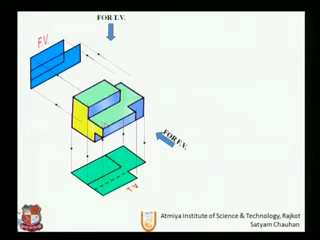 FOR T.V.
F.V.
FOR F.V.
T V
Atmiya Institute of Science & Technology, Rajkot
Satyam Chauhan